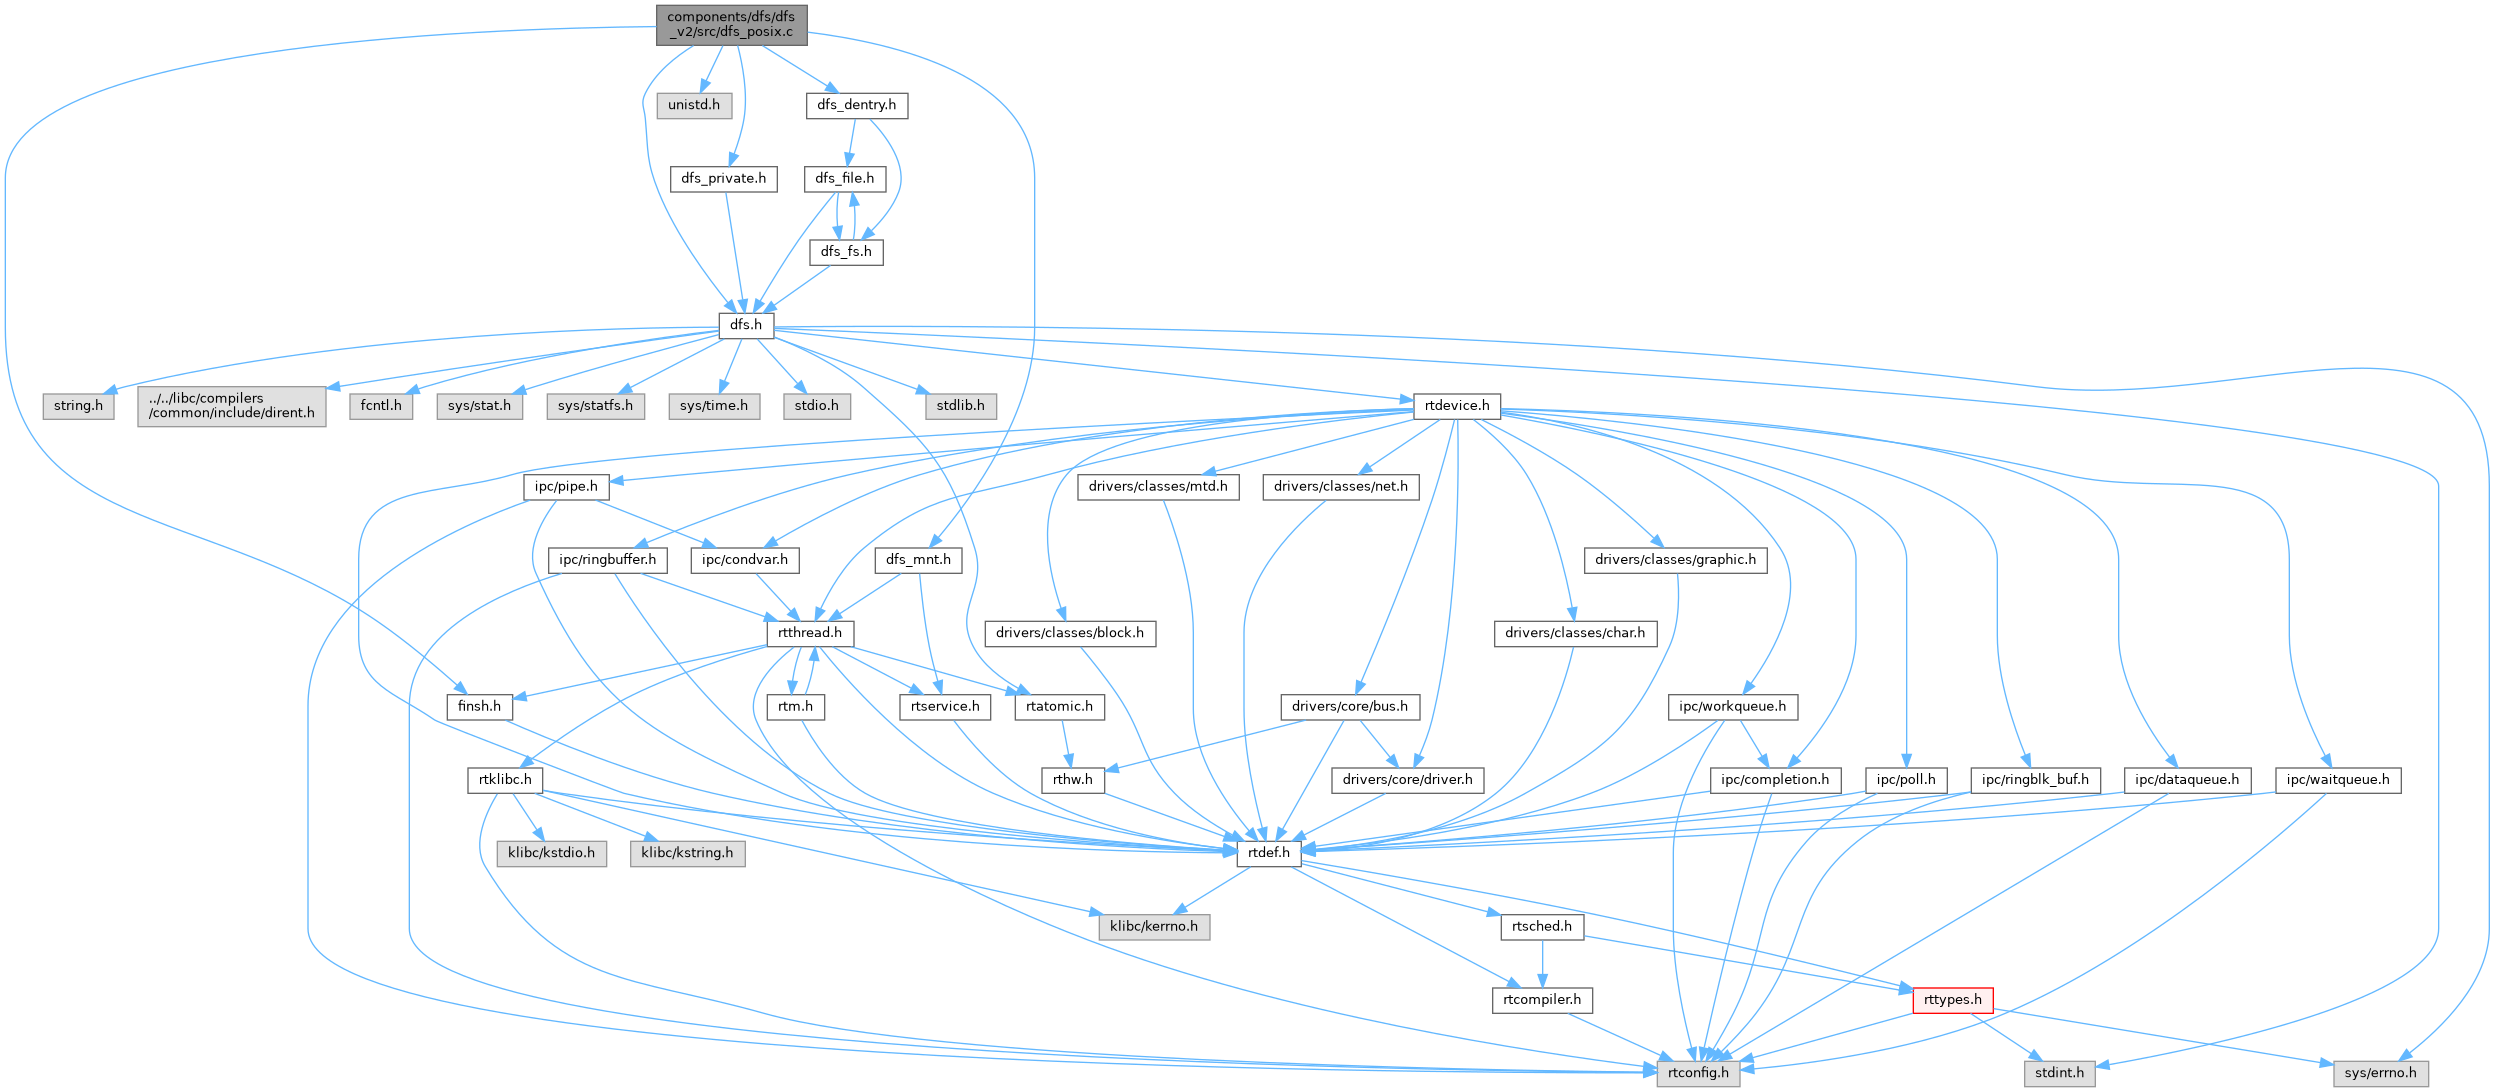 components/dfs/dfs
_v2/src/dfs_posix.c
unistd.h
dfs_dentry.h
dfs_private.h
dfs_file.h
dfs_fs.h
dfs.h
string.h
../../libc/compilers
/common/include/dirent.h
fcntl.h
sys/stat.h
sys/statfs.h
sys/time.h
stdio.h
stdlib.h
rtdevice.h
ipc/pipe.h
drivers/classes/mtd.h
drivers/classes/net.h
ipc/ringbuffer.h
ipc/condvar.h
dfs_mnt.h
drivers/classes/graphic.h
rtthread.h
drivers/classes/block.h
drivers/classes/char.h
finsh.h
rtm.h
rtservice.h
rtatomic.h
drivers/core/bus.h
ipc/workqueue.h
rtklibc.h
rthw.h
drivers/core/driver.h
ipc/completion.h
ipc/poll.h
ipc/ringblk_buf.h
ipc/dataqueue.h
ipc/waitqueue.h
klibc/kstdio.h
klibc/kstring.h
rtdef.h
klibc/kerrno.h
rtsched.h
rtcompiler.h
rttypes.h
rtconfig.h
stdint.h
sys/errno.h